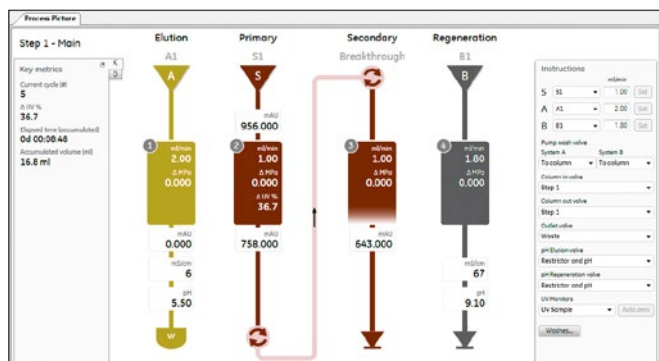 Process Picture
Step 1 - Main
Key metrics
Current cycle (#)
5
Δ UV %
36.7
Elapsed time (accumulated)
0d 00:08:48
Accumulated volume (ml)
16.8 ml
Elution
A1
A
1
ml/min
2.00
Δ MPa
0.000
mAU
0.000
mS/cm
6
pH
5.50
W
Primary
S1
S
mAU
956.000
2
ml/min
1.00
Δ MPa
0.000
Δ UV %
36.7
mAU
758.000
Secondary
Breakthrough
3
ml/min
1.00
Δ MPa
0.000
mAU
643.000
Regeneration
B1
B
4
ml/min
1.80
Δ MPa
0.000
mS/cm
67
pH
9.10
Instructions
ml/min
S S1 1.00 Set
A A1 2.00 Set
B B1 1.80 Set
Pump wash valve
System A System B
To column To column
Column in valve
Step 1
Column out valve
Step 1
Outlet valve
Waste
pH Elution valve
Restrictor and pH
pH Regeneration valve
Restrictor and pH
UV Monitors
UV Sample Auto zero
Washes...